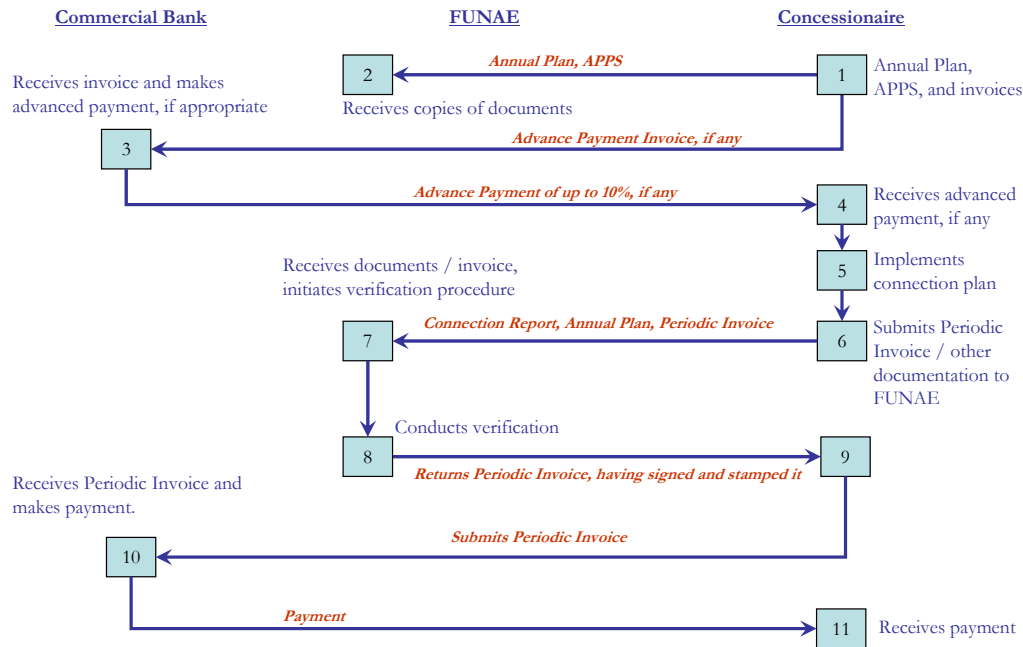 Commercial Bank
FUNAE
Concessionaire
Annual Plan, APPS
Receives invoice and makes
advanced payment, if appropriate
2
1
Annual Plan,
APPS, and invoices
Receives copies of documents
Advance Payment Invoice, if any
3
Advance Payment of up to 10%, if any
4
Receives advanced
payment, if any
5
Implements
connection plan
Receives documents / invoice,
initiates verification procedure
Connection Report, Annual Plan, Periodic Invoice
7
6
Submits Periodic
Invoice / other
documentation to
FUNAE
Conducts verification
8
9
Returns Periodic Invoice, having signed and stamped it
Receives Periodic Invoice and
makes payment.
Submits Periodic Invoice
10
Payment
11
Receives payment